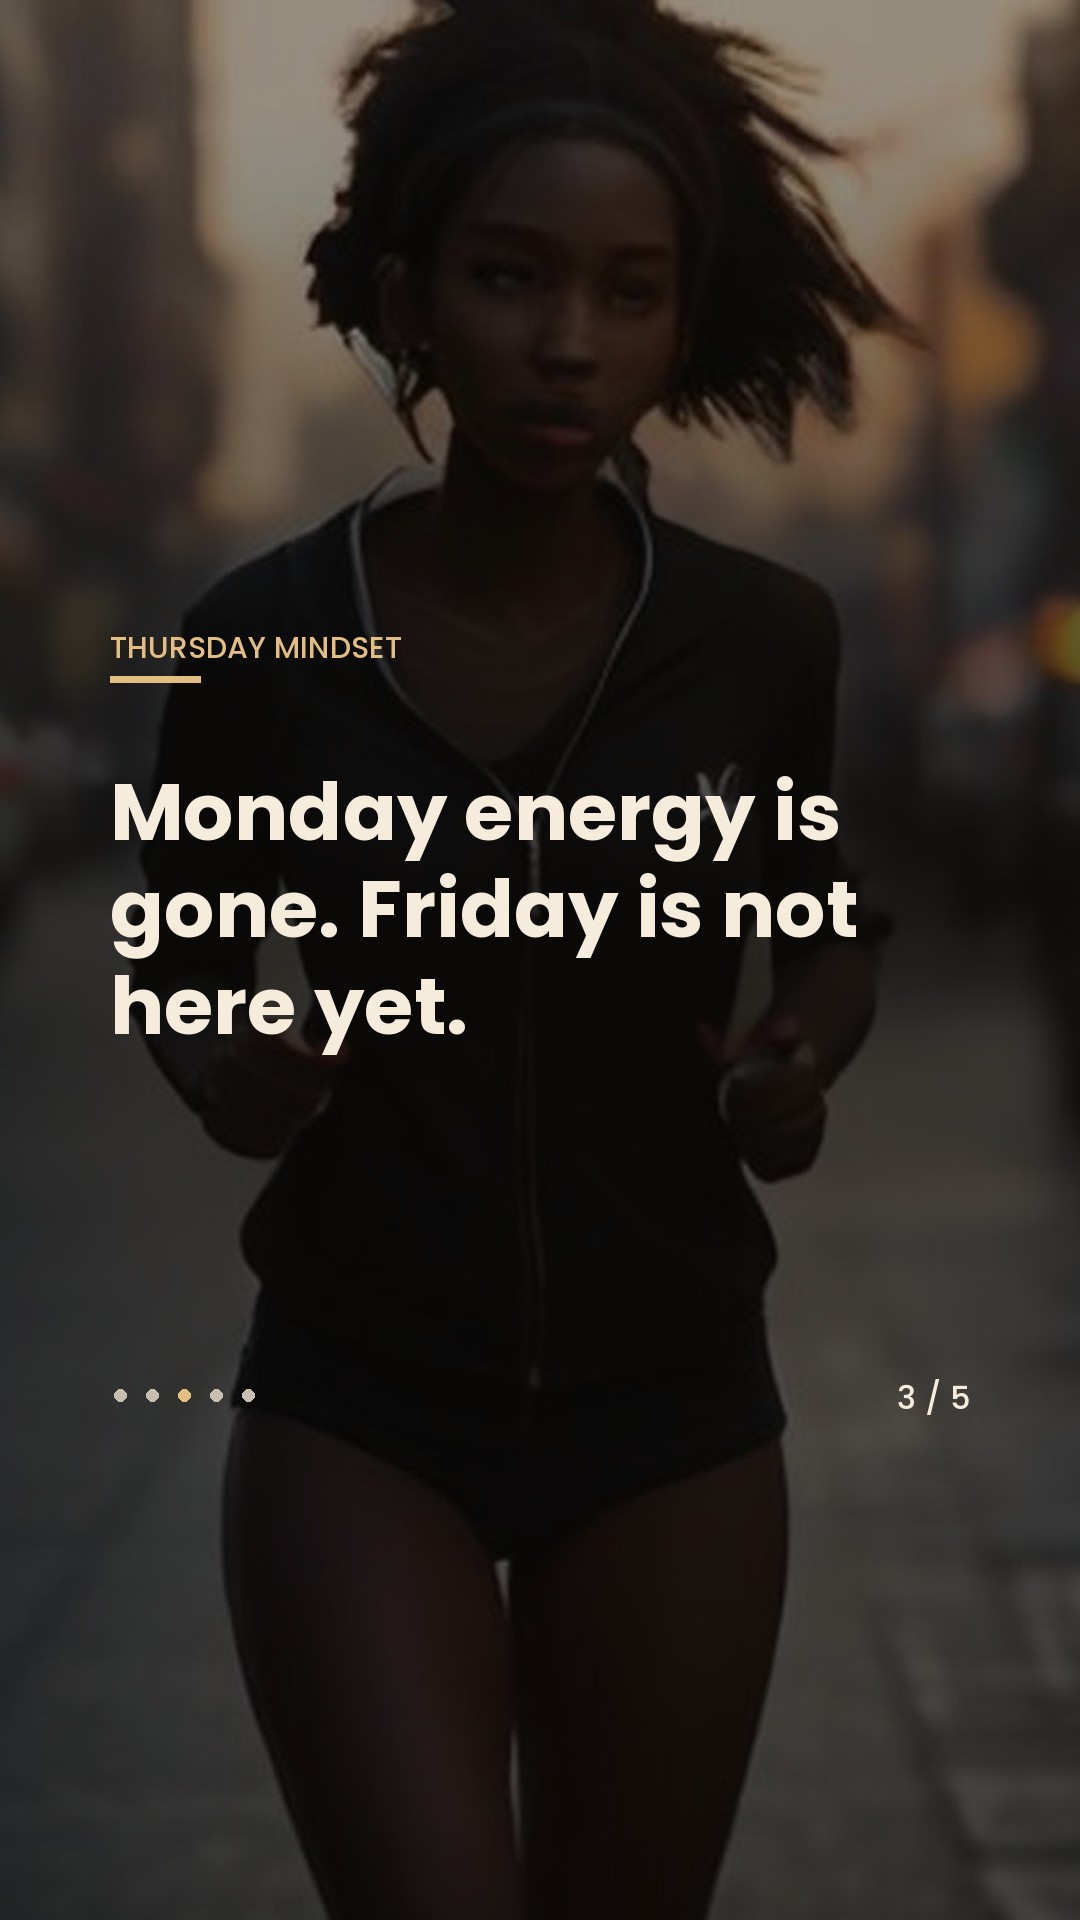 THURSDAY MINDSET
Monday energy is
gone. Friday is not
here yet.
3 / 5